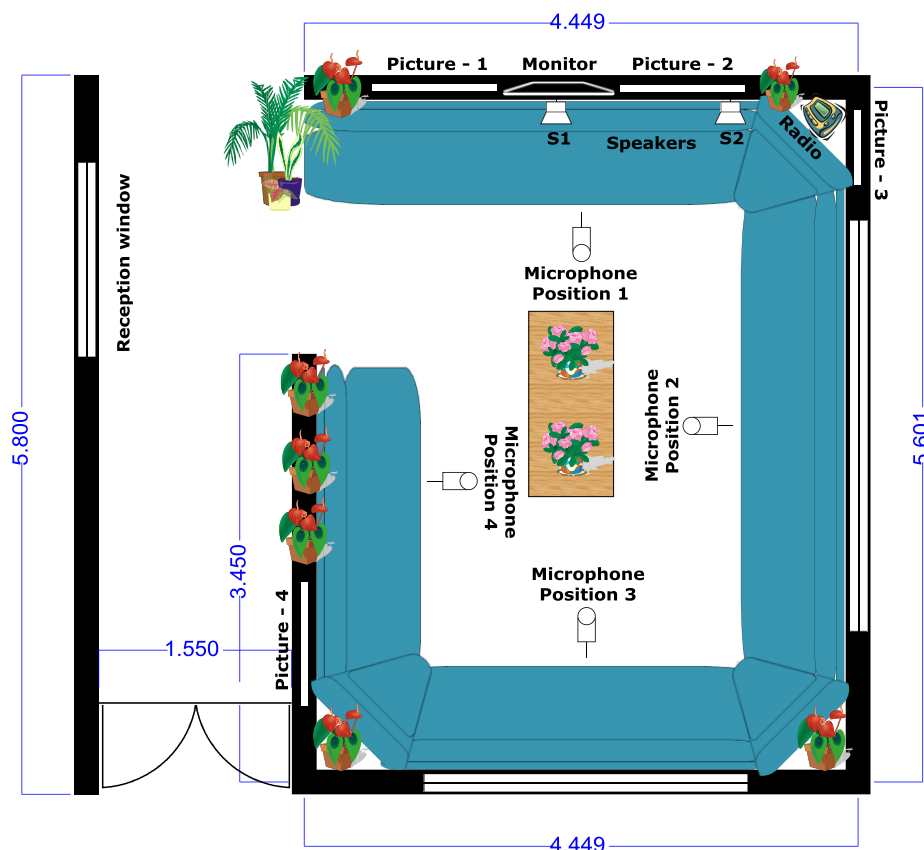 4.449
Picture - 1
Monitor
Picture - 2
S1
S2
Speakers
Radio
Picture - 3
Reception window
Microphone
Position 1
5.800
5.601
Microphone
Position 2
Microphone
Position 4
3.450
Microphone
Position 3
Picture - 4
1.550
4.449